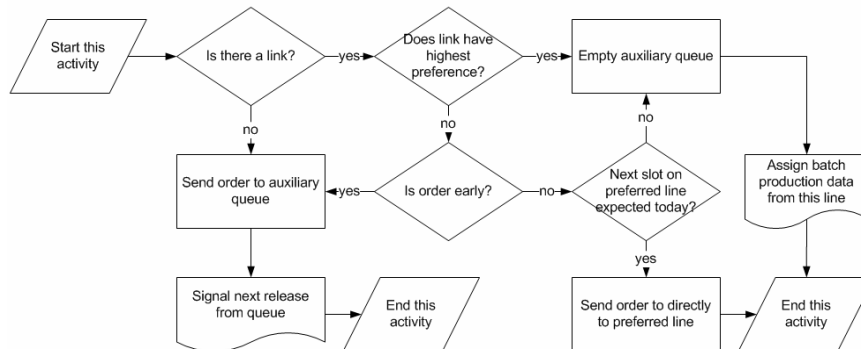 Start this
activity
Is there a link?
yes
Does link have
highest
preference?
yes
Empty auxiliary queue
no
no
no
Send order to auxiliary
queue
yes
Is order early?
no
Next slot on
preferred line
expected today?
Assign batch
production data
from this line
yes
Signal next release
from queue
End this
activity
Send order to directly
to preferred line
End this
activity